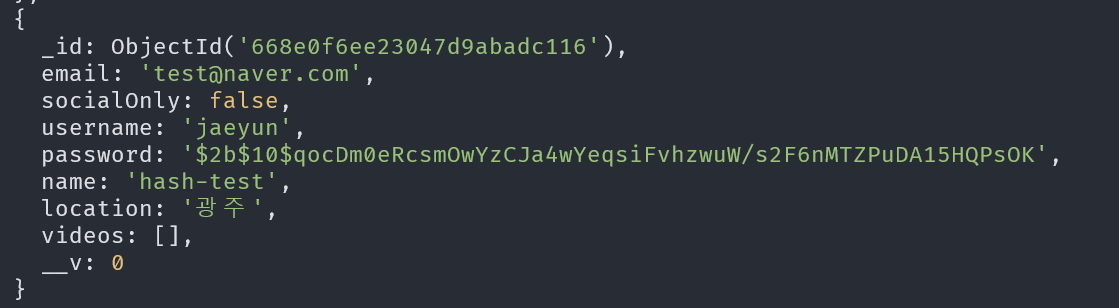 },
{
  _id: ObjectId('668e0f6ee23047d9abadc116'),
  email: 'test@naver.com',
  socialOnly: false,
  username: 'jaeyun',
  password: '$2b$10$qocDm0eRcsmOwYzCJa4wYeqsiFvhzwuW/s2F6nMTZPuDA15HQPsOK',
  name: 'hash-test',
  location: '광주',
  videos: [],
  __v: 0
}